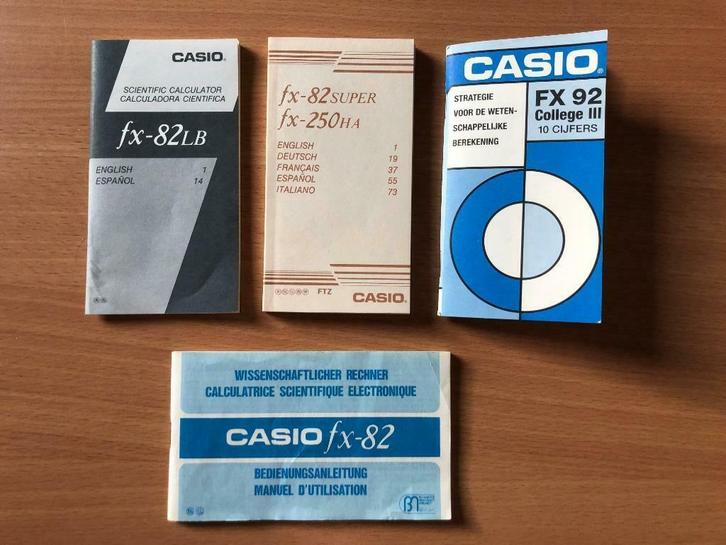 CASIO®
SCIENTIFIC CALCULATOR
CALCULADORA CIENTIFICA
fx-82LB
ENGLISH 1
ESPAÑOL 14
fx-82 SUPER
fx-250HA
ENGLISH 1
DEUTSCH 19
FRANÇAIS 37
ESPAÑOL 55
ITALIANO 73
FTZ CASIO®
CASIO®
STRATEGIE
VOOR DE WETEN-
SCHAPPELIJKE
BEREKENING
FX 92
College III
10 CIJFERS
WISSENSCHAFTLICHER RECHNER
CALCULATRICE SCIENTIFIQUE ELECTRONIQUE
CASIO fx-82
BEDIENUNGSANLEITUNG
MANUEL D'UTILISATION